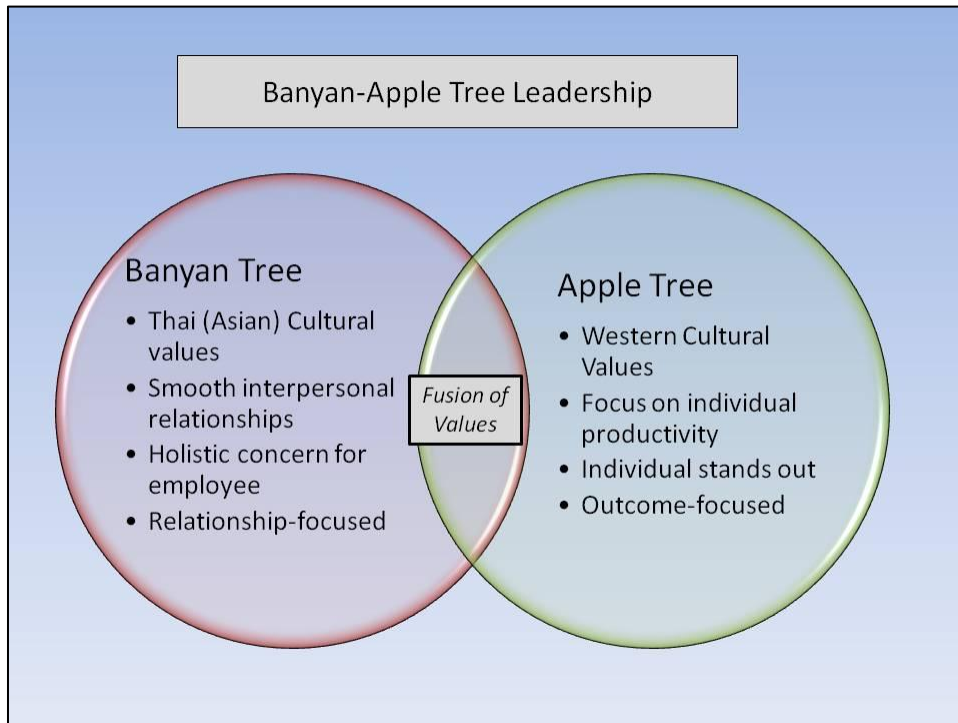 Banyan-Apple Tree Leadership
Banyan Tree
• Thai (Asian) Cultural
values
• Smooth interpersonal
relationships
• Holistic concern for
employee
• Relationship-focused
Fusion of
Values
Apple Tree
• Western Cultural
Values
• Focus on individual
productivity
• Individual stands out
• Outcome-focused